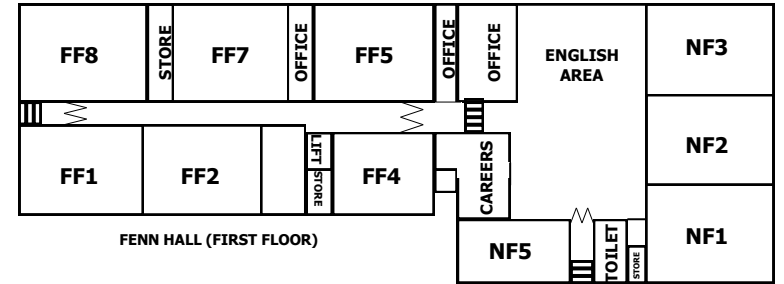 FF8
STORE
FF7
OFFICE
FF5
OFFICE
OFFICE
ENGLISH
AREA
NF3
NF2
NF1
FF1
FF2
LIFT
STORE
FF4
CAREERS
FENN HALL (FIRST FLOOR)
NF5
TOILET
STORE